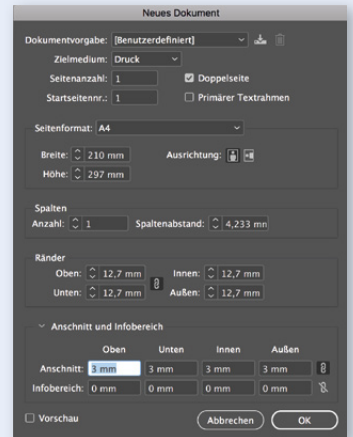 Neues Dokument
Dokumentvorgabe: [Benutzerdefiniert]
Zielmedium: Druck
Seitenanzahl: 1 Doppelseite
Startseitennr.: 1 Primärer Textrahmen
Seitenformat: A4
Breite: 210 mm Ausrichtung:
Höhe: 297 mm
Spalten
Anzahl: 1 Spaltenabstand: 4,233 mm
Ränder
Oben: 12,7 mm Innen: 12,7 mm
Unten: 12,7 mm Außen: 12,7 mm
Anschnitt und Infobereich
Oben Unten Innen Außen
Anschnitt: 3 mm 3 mm 3 mm 3 mm
Infobereich: 0 mm 0 mm 0 mm 0 mm
Vorschau Abbrechen OK